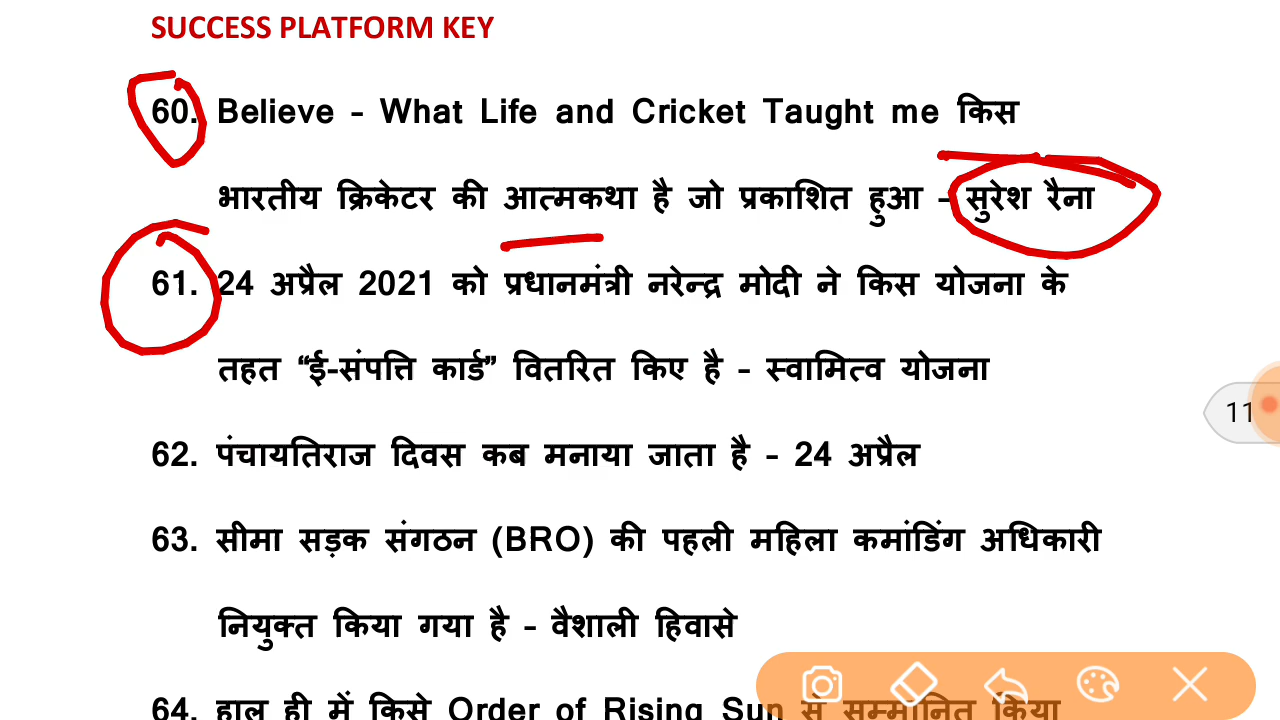 SUCCESS PLATFORM KEY
60. Believe - What Life and Cricket Taught me किस
भारतीय क्रिकेटर की आत्मकथा है जो प्रकाशित हुआ - सुरेश रैना
61. 24 अप्रैल 2021 को प्रधानमंत्री नरेन्द्र मोदी ने किस योजना के
तहत “ई-संपत्ति कार्ड” वितरित किए है - स्वामित्व योजना
11
62. पंचायतिराज दिवस कब मनाया जाता है - 24 अप्रैल
63. सीमा सड़क संगठन (BRO) की पहली महिला कमांडिंग अधिकारी
नियुक्त किया गया है - वैशाली हिवासे
64. हाल ही में किसे Order of Rising Sun से सम्मानित किया